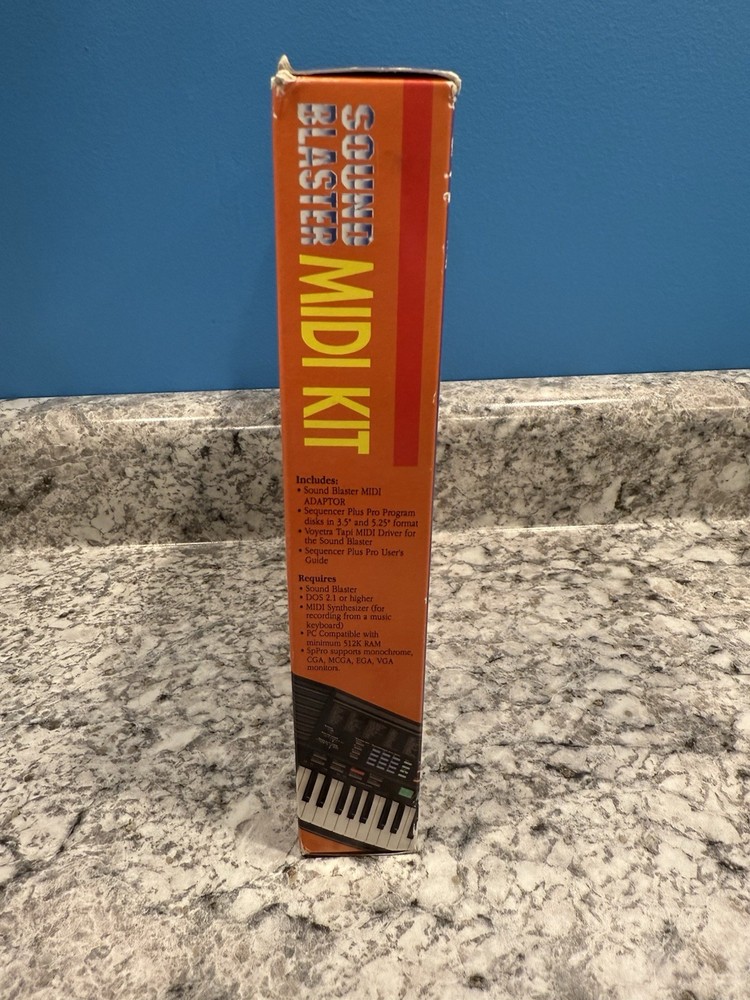 SOUND
BLASTER
MIDI KIT
Includes:
• Sound Blaster MIDI
ADAPTOR
• Sequencer Plus Pro Program
disks in 3.5" and 5.25" format
• Voyetra Tapi MIDI Driver for
the Sound Blaster
• Sequencer Plus Pro User's
Guide
Requires
• Sound Blaster
• DOS 2.1 or higher
• MIDI Synthesizer (for
recording from a music
keyboard)
• PC Compatible with
minimum 512K RAM
• SpPro supports monochrome,
CGA, MCGA, EGA, VGA
monitors.